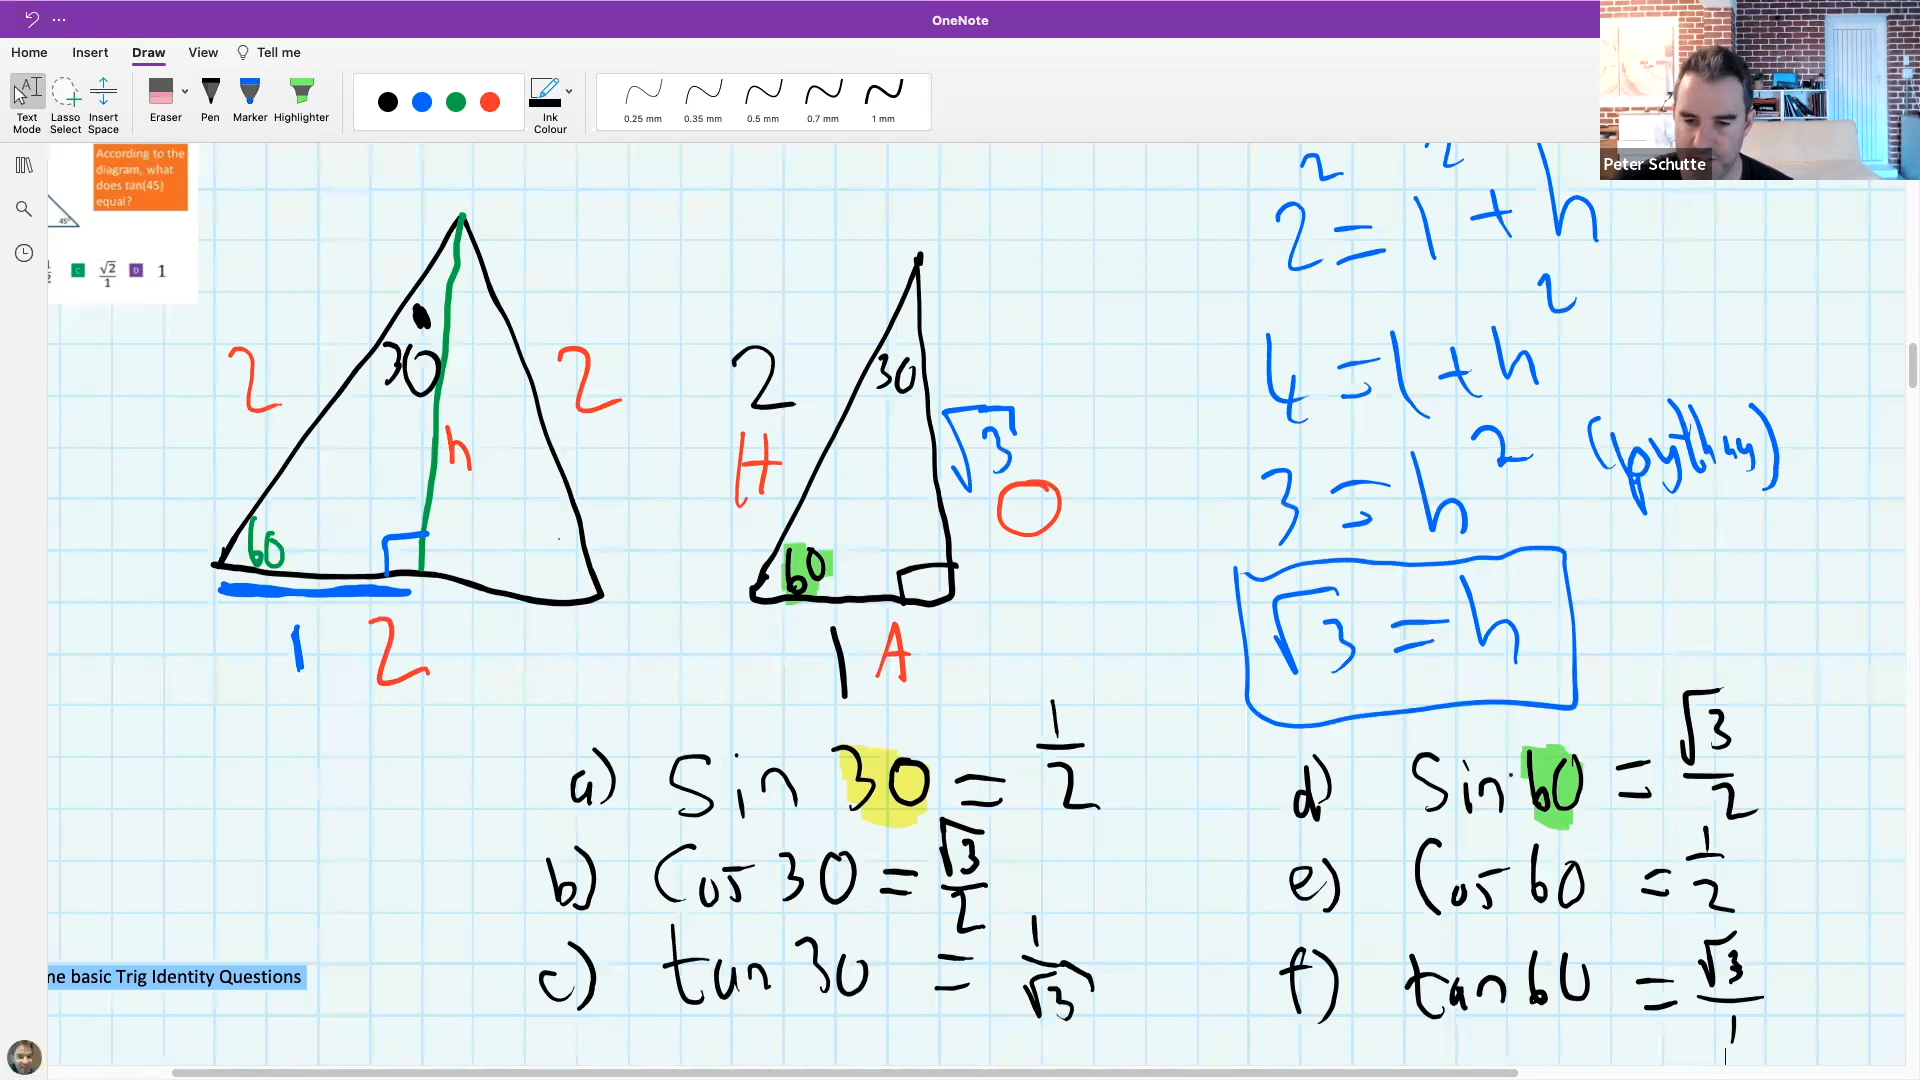 OneNote
Home Insert Draw View Tell me
Text Mode
Lasso Select
Insert Space
Eraser
Pen
Marker
Highlighter
Ink Colour
0.25 mm
0.35 mm
0.5 mm
0.7 mm
1 mm
Peter Schutte
According to the
diagram, what
does tan(45)
equal?
45°
C √2/1 D 1
2
30
2
h
60
1 2
2
30
H
√3
O
60
1 A
2² = 1² + h²
4 = 1 + h²
3 = h² (pythag)
√3 = h
a) Sin 30 = 1/2
b) Cos 30 = √3/2
c) tan 30 = 1/√3
d) Sin 60 = √3/2
e) Cos 60 = 1/2
f) tan 60 = √3/1
basic Trig Identity Questions